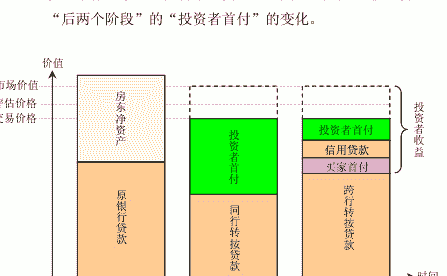 “后两个阶段”的“投资者首付”的变化。
价值
市场价值
评估价格
交易价格
房东净资产
原银行贷款
投资者首付
同行转按贷款
投资者首付
信用贷款
买家首付
跨行转按贷款
投资者收益
时间